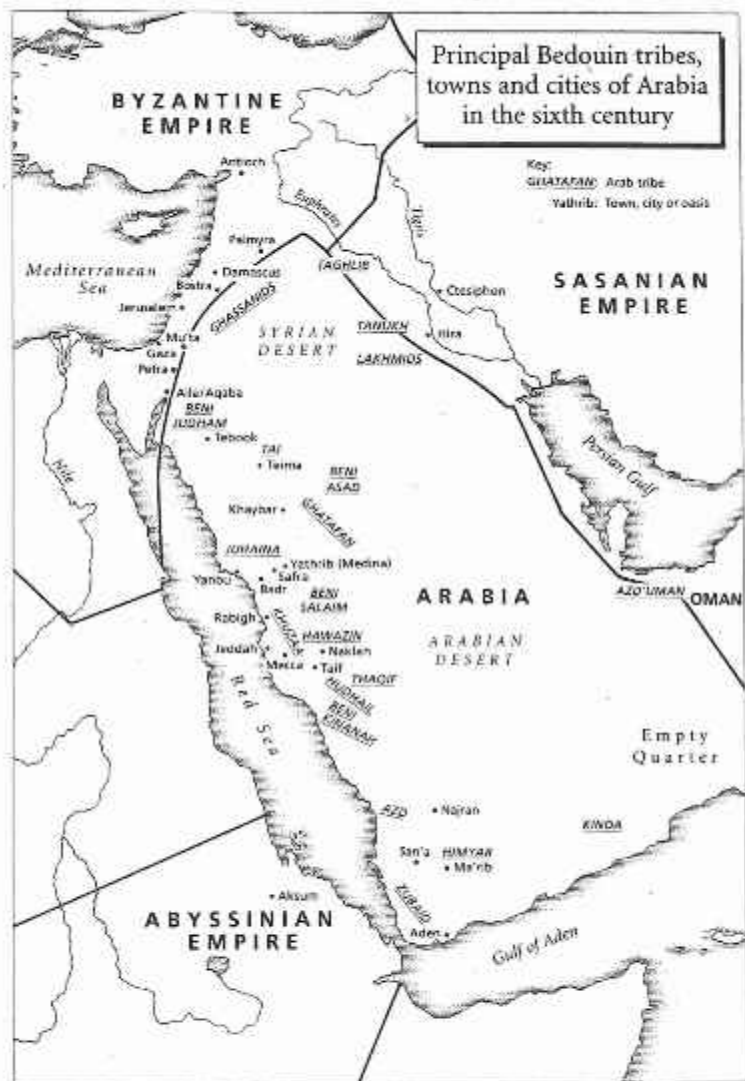 Principal Bedouin tribes,
towns and cities of Arabia
in the sixth century
Key:
GHATAFAN: Arab tribe
Yathrib: Town, city or oasis
BYZANTINE
EMPIRE
Antioch
Euphrates
Tigris
Palmyra
TAGHLIB
Mediterranean
Sea
Damascus
Bostra
Ctesiphon
SASANIAN
EMPIRE
Jerusalem
GHASSANIDS
SYRIAN
DESERT
TANUKH
Hira
Mu'ta
Gaza
LAKHMIDS
Petra
Aila/Aqaba
BENI
JUDHAM
Tebook
TAI
Taima
BENI
ASAD
Nile
Persian Gulf
Khaybar
GHATAFAN
JUHAINA
Yathrib (Medina)
Yanbu
Safra
Badr
BENI
SALAIM
ARABIA
AZD'UMAN
OMAN
Rabigh
KHUZA
HAWAZIN
ARABIAN
DESERT
Jeddah
Naklah
Mecca
Taif
THAQIF
Red Sea
HUDHAIL
BENI
KINANAH
Empty
Quarter
AZD
Najran
KINDA
San'a
HIMYAR
Ma'rib
Aksum
ZUBAID
ABYSSINIAN
EMPIRE
Aden
Gulf of Aden